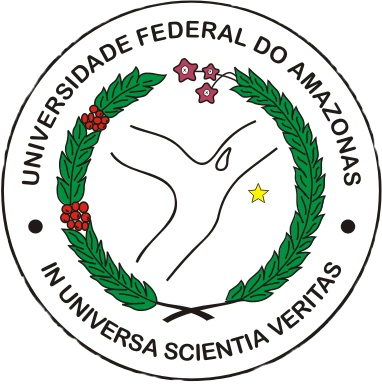 UNIVERSIDADE FEDERAL DO AMAZONAS
IN UNIVERSA SCIENTIA VERITAS